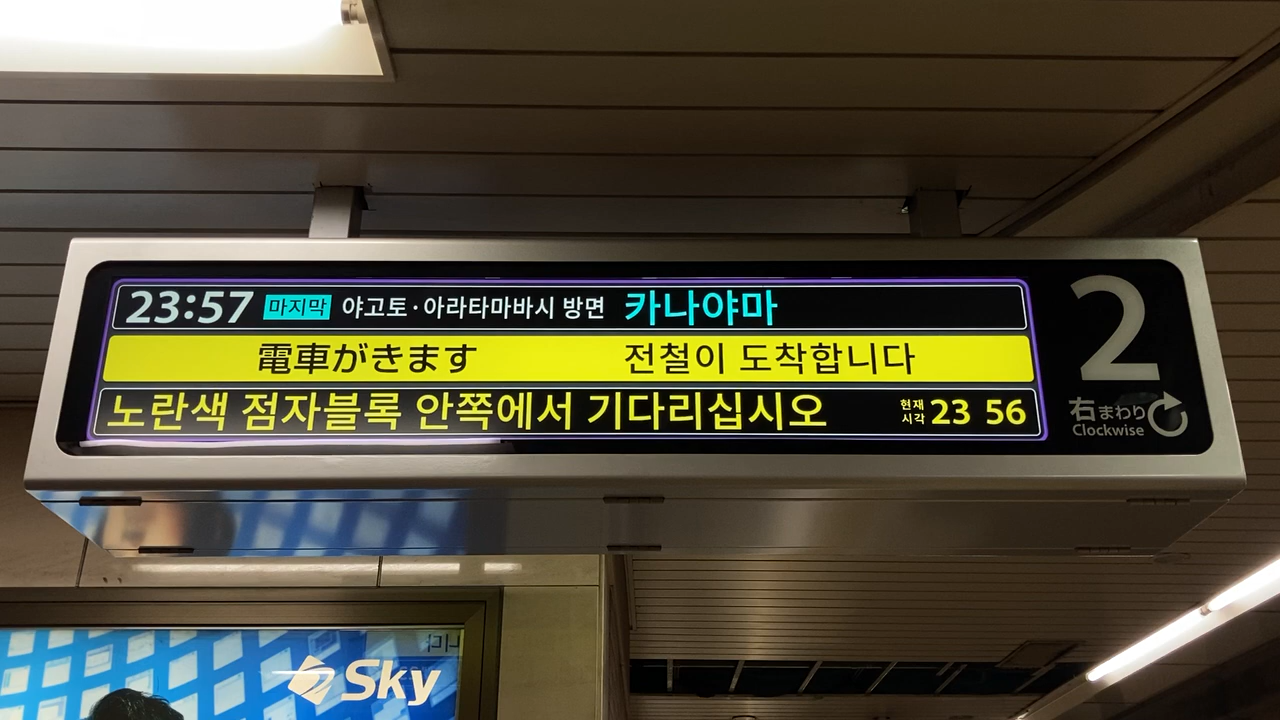 23:57 마지막 야고토·아라타마바시 방면 카나야마
電車がきます 전철이 도착합니다
노란색 점자블록 안쪽에서 기다리십시오 현재 시각 23 56
2
右まわり
Clockwise
Sky